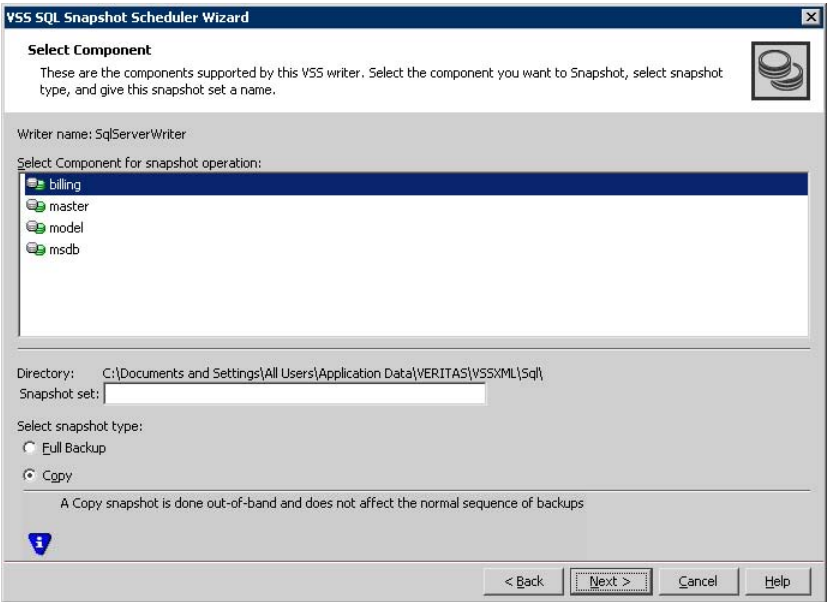 VSS SQL Snapshot Scheduler Wizard
Select Component
These are the components supported by this VSS writer. Select the component you want to Snapshot, select snapshot
type, and give this snapshot set a name.
Writer name: SqlServerWriter
Select Component for snapshot operation:
billing
master
model
msdb
Directory: C:\Documents and Settings\All Users\Application Data\VERITAS\VSSXML\Sql\
Snapshot set:
Select snapshot type:
Full Backup
Copy
A Copy snapshot is done out-of-band and does not affect the normal sequence of backups
< Back Next > Cancel Help